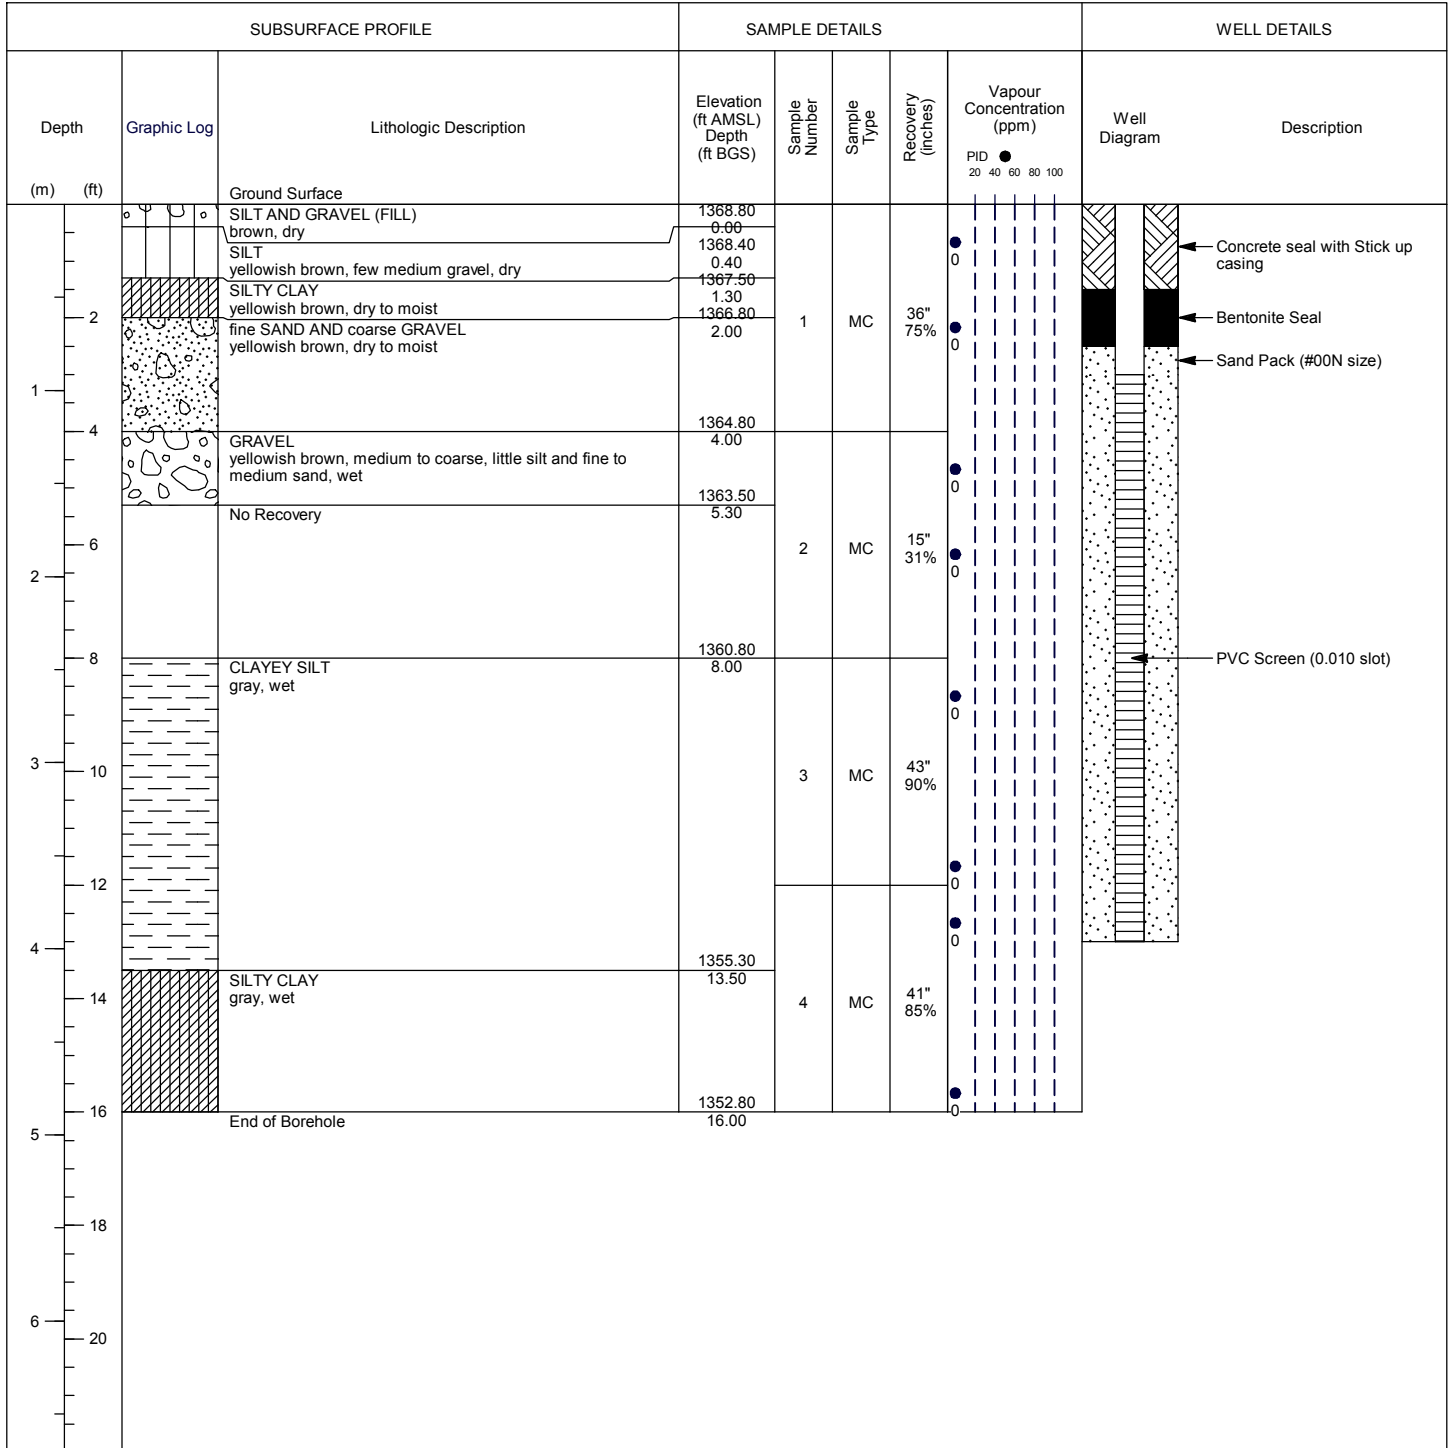 SUBSURFACE PROFILE
SAMPLE DETAILS
WELL DETAILS
Depth
(m) (ft)
Graphic Log
Lithologic Description
Elevation
(ft AMSL)
Depth
(ft BGS)
Sample
Number
Sample
Type
Recovery
(inches)
Vapour
Concentration
(ppm)
PID
20 40 60 80 100
Well
Diagram
Description
Ground Surface
SILT AND GRAVEL (FILL)
brown, dry
1368.80
0.00
SILT
yellowish brown, few medium gravel, dry
1368.40
0.40
SILTY CLAY
yellowish brown, dry to moist
1367.50
1.30
fine SAND AND coarse GRAVEL
yellowish brown, dry to moist
1366.80
2.00
GRAVEL
yellowish brown, medium to coarse, little silt and fine to
medium sand, wet
1364.80
4.00
No Recovery
1363.50
5.30
CLAYEY SILT
gray, wet
1360.80
8.00
SILTY CLAY
gray, wet
1355.30
13.50
End of Borehole
1352.80
16.00
1
2
3
4
5
6
2
4
6
8
10
12
14
16
18
20
1
MC
36"
75%
2
MC
15"
31%
3
MC
43"
90%
4
MC
41"
85%
0
0
0
0
0
0
0
0
Concrete seal with Stick up
casing
Bentonite Seal
Sand Pack (#00N size)
PVC Screen (0.010 slot)